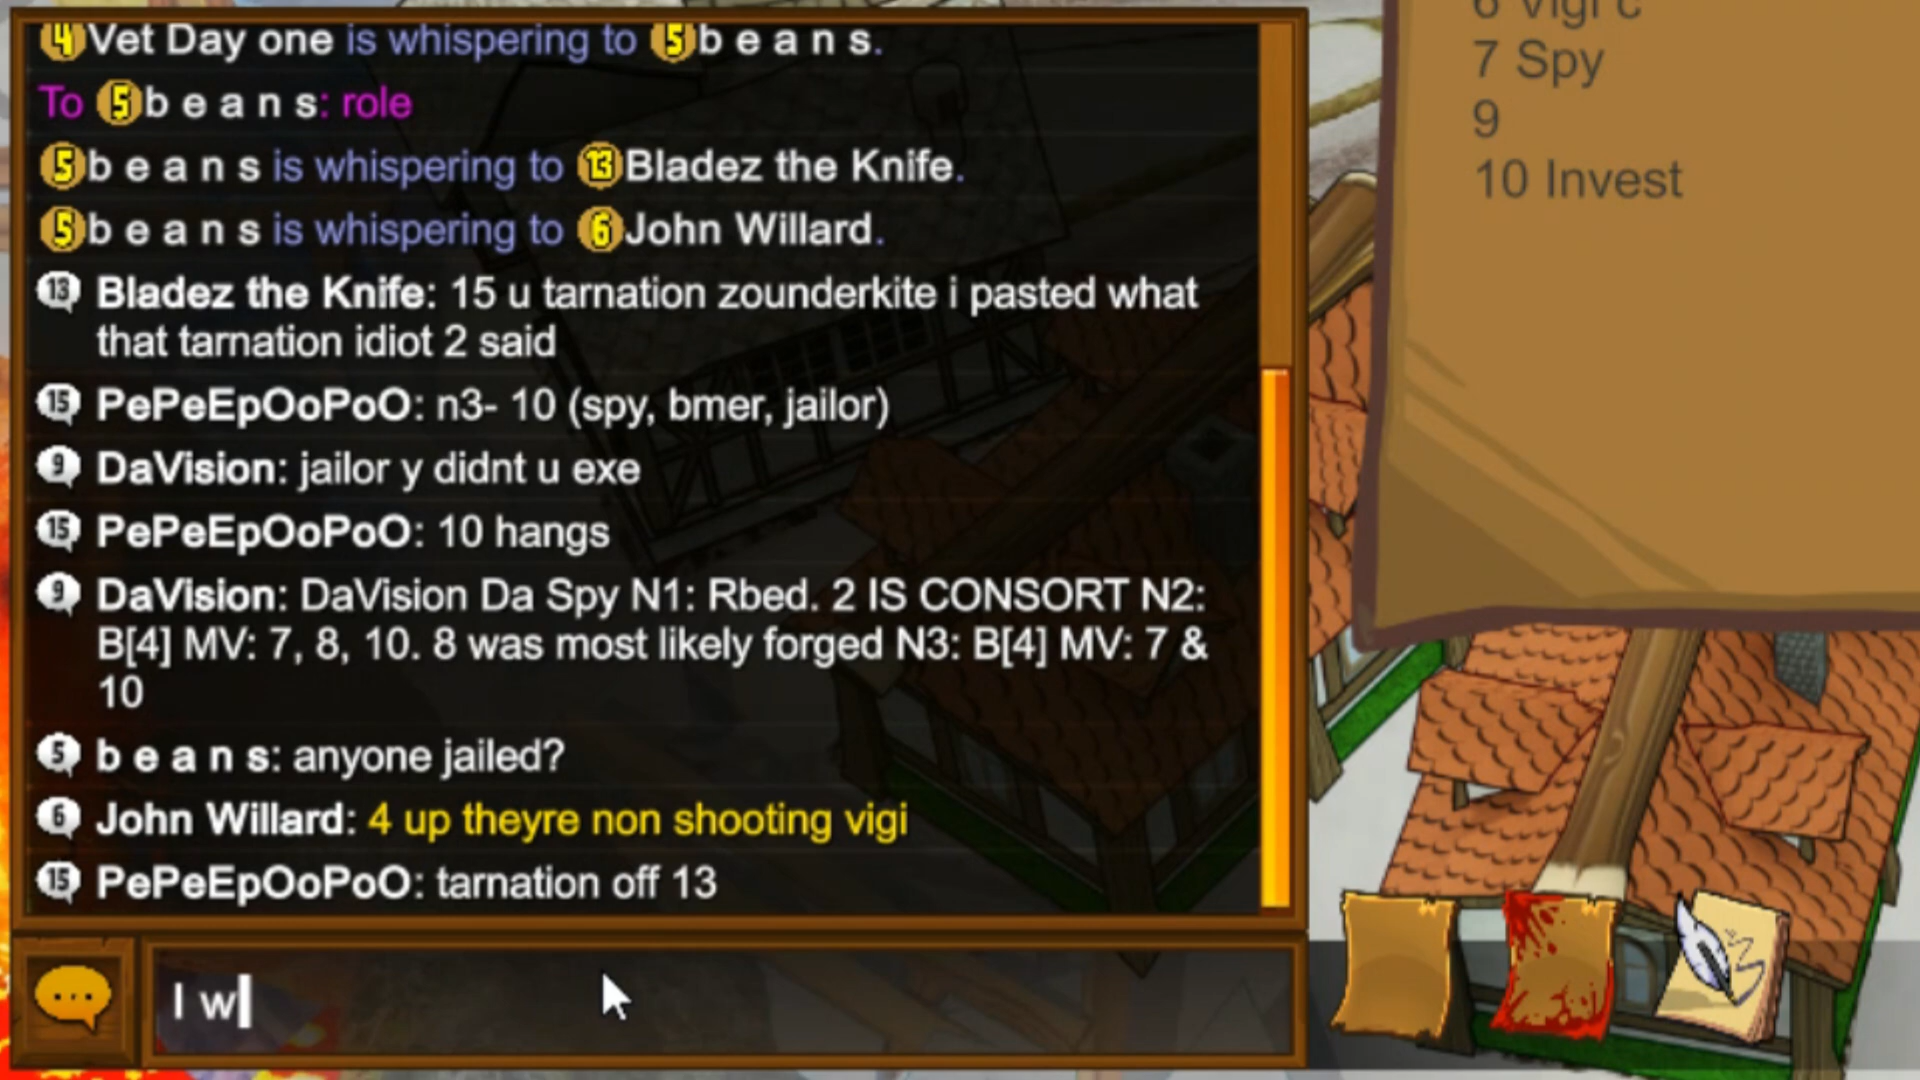 4 Vet Day one is whispering to 5 b e a n s.
To 5 b e a n s: role
5 b e a n s is whispering to 13 Bladez the Knife.
5 b e a n s is whispering to 6 John Willard.
13 Bladez the Knife: 15 u tarnation zounderkite i pasted what
that tarnation idiot 2 said
15 PePeEpOoPoO: n3- 10 (spy, bmer, jailor)
9 DaVision: jailor y didnt u exe
15 PePeEpOoPoO: 10 hangs
9 DaVision: DaVision Da Spy N1: Rbed. 2 IS CONSORT N2:
B[4] MV: 7, 8, 10. 8 was most likely forged N3: B[4] MV: 7 &
10
5 b e a n s: anyone jailed?
6 John Willard: 4 up theyre non shooting vigi
15 PePeEpOoPoO: tarnation off 13
I w
6 Vigi c
7 Spy
9
10 Invest